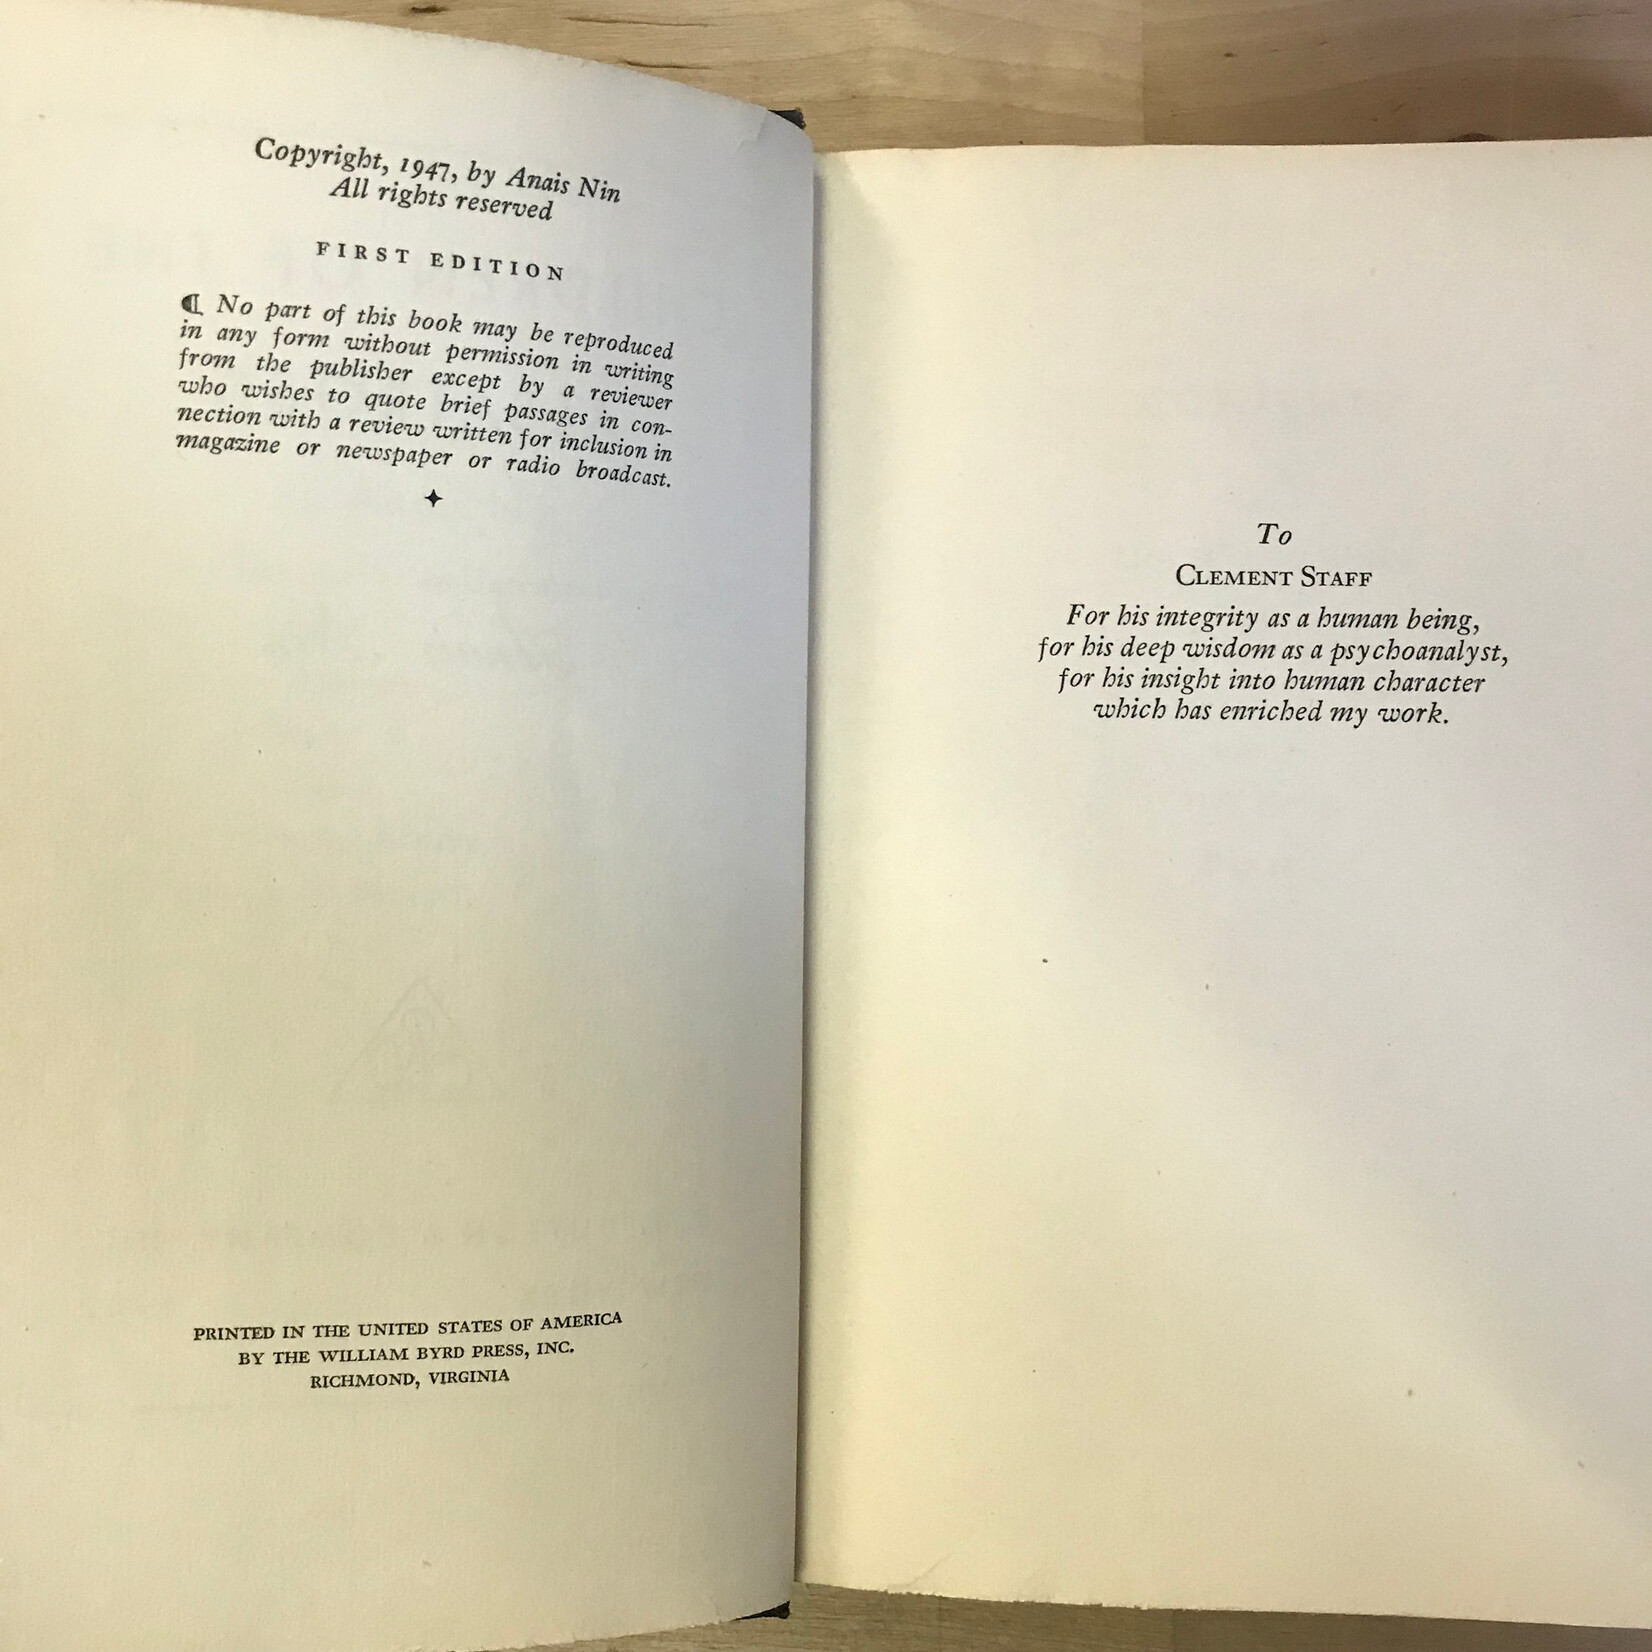 Copyright, 1947, by Anais Nin
All rights reserved
FIRST EDITION
¶ No part of this book may be reproduced
in any form without permission in writing
from the publisher except by a reviewer
who wishes to quote brief passages in con-
nection with a review written for inclusion in
magazine or newspaper or radio broadcast.
PRINTED IN THE UNITED STATES OF AMERICA
BY THE WILLIAM BYRD PRESS, INC.
RICHMOND, VIRGINIA
To
CLEMENT STAFF
For his integrity as a human being,
for his deep wisdom as a psychoanalyst,
for his insight into human character
which has enriched my work.